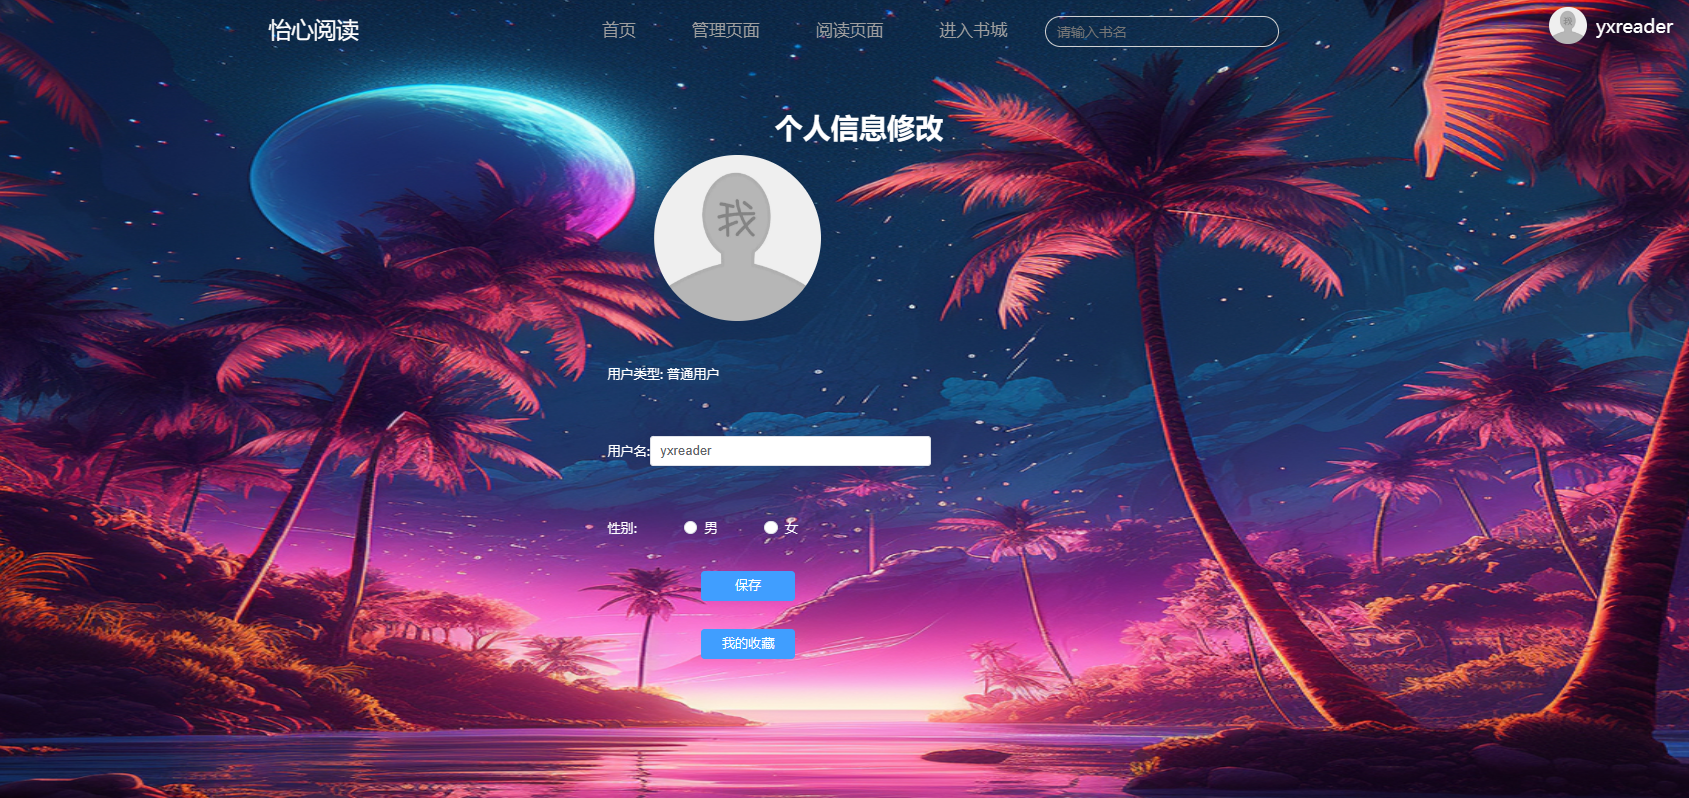 怡心阅读 首页 管理页面 阅读页面 进入书城 请输入书名 我 yxreader
个人信息修改
我
用户类型: 普通用户
用户名: yxreader
性别: 男 女
保存
我的收藏